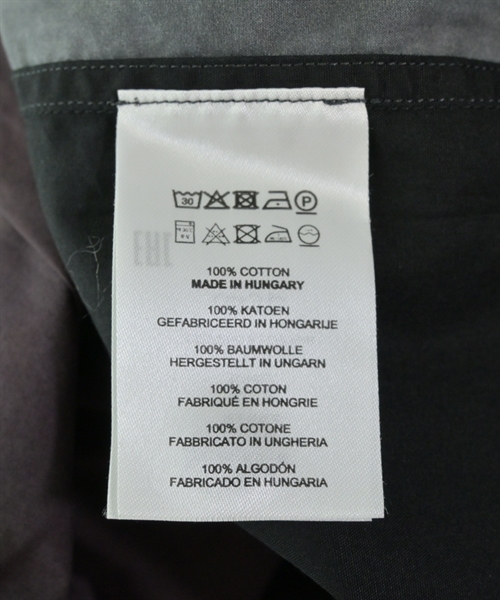 30 P
100% COTTON
MADE IN HUNGARY
100% KATOEN
GEFABRICEERD IN HONGARIJE
100% BAUMWOLLE
HERGESTELLT IN UNGARN
100% COTON
FABRIQUÉ EN HONGRIE
100% COTONE
FABBRICATO IN UNGHERIA
100% ALGODÓN
FABRICADO EN HUNGARIA